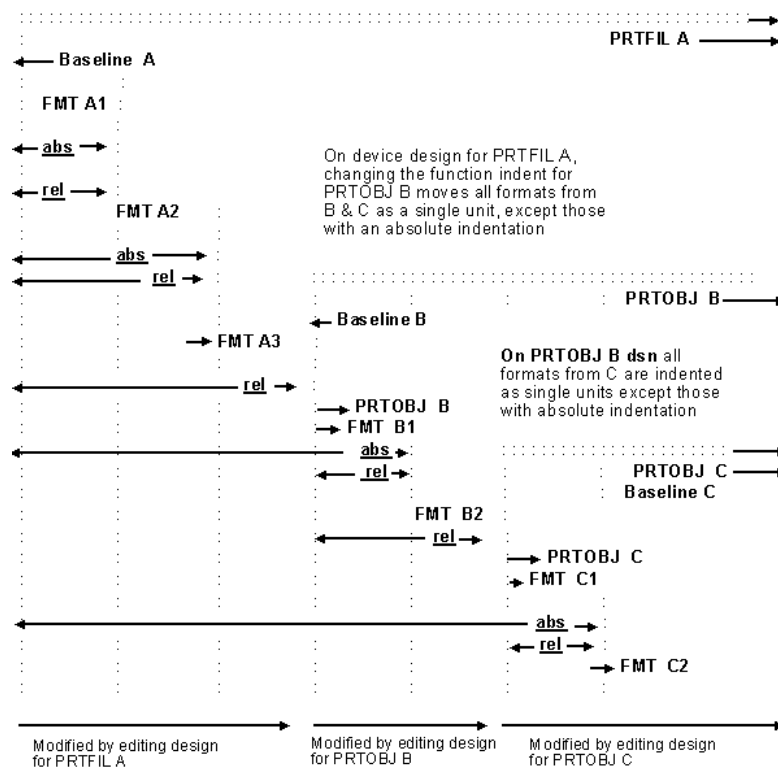 PRTFIL A
Baseline A
FMT A1
abs
On device design for PRTFIL A,
changing the function indent for
PRTOBJ B moves all formats from
B & C as a single unit, except those
with an absolute indentation
rel
FMT A2
abs
rel
PRTOBJ B
Baseline B
FMT A3
On PRTOBJ B dsn all
formats from C are indented
as single units except those
with absolute indentation
rel
PRTOBJ B
FMT B1
abs
rel
PRTOBJ C
Baseline C
FMT B2
rel
PRTOBJ C
FMT C1
abs
rel
FMT C2
Modified by editing design
for PRTFIL A
Modified by editing design
for PRTOBJ B
Modified by editing design
for PRTOBJ C